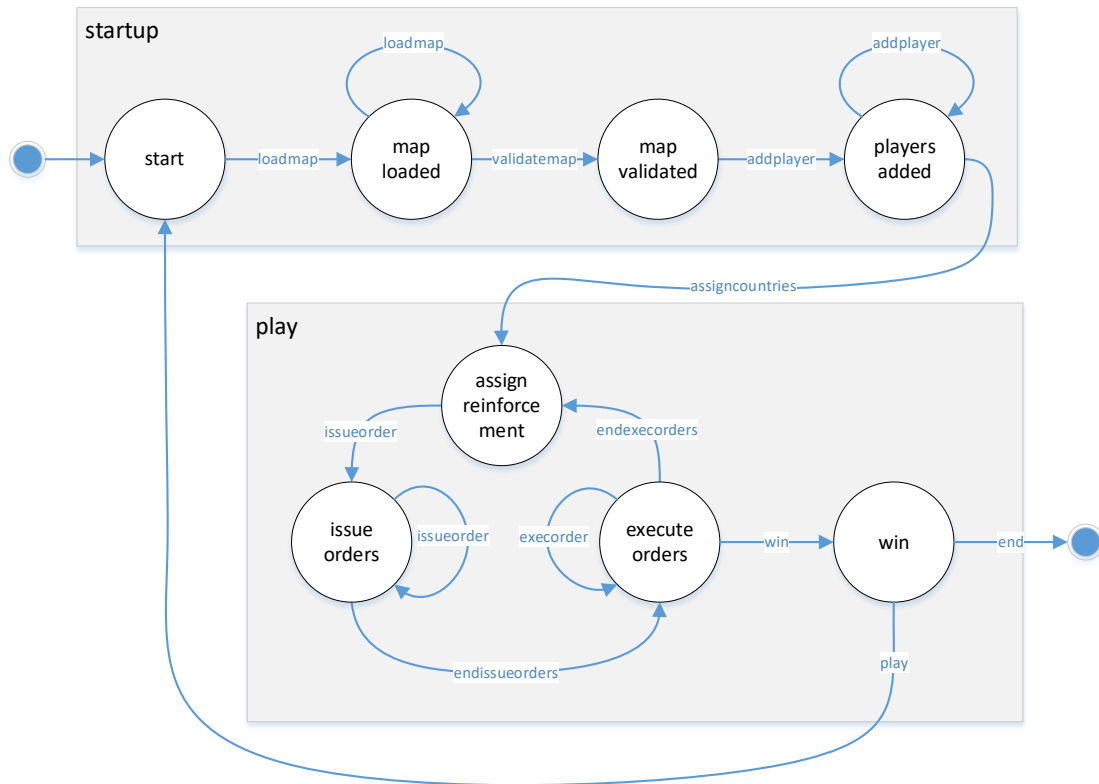 startup
loadmap
addplayer
start
loadmap
map
loaded
validatemap
map
validated
addplayer
players
added
assigncountries
play
assign
reinforce
ment
issueorder
endexecorders
issue
orders
issueorder
execorder
execute
orders
win
win
end
endissueorders
play